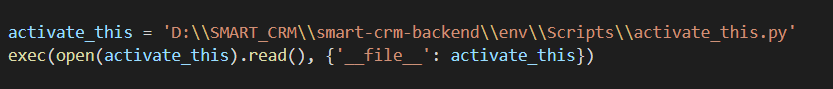 activate_this = 'D:\\SMART_CRM\\smart-crm-backend\\env\\Scripts\\activate_this.py'
exec(open(activate_this).read(), {'__file__': activate_this})